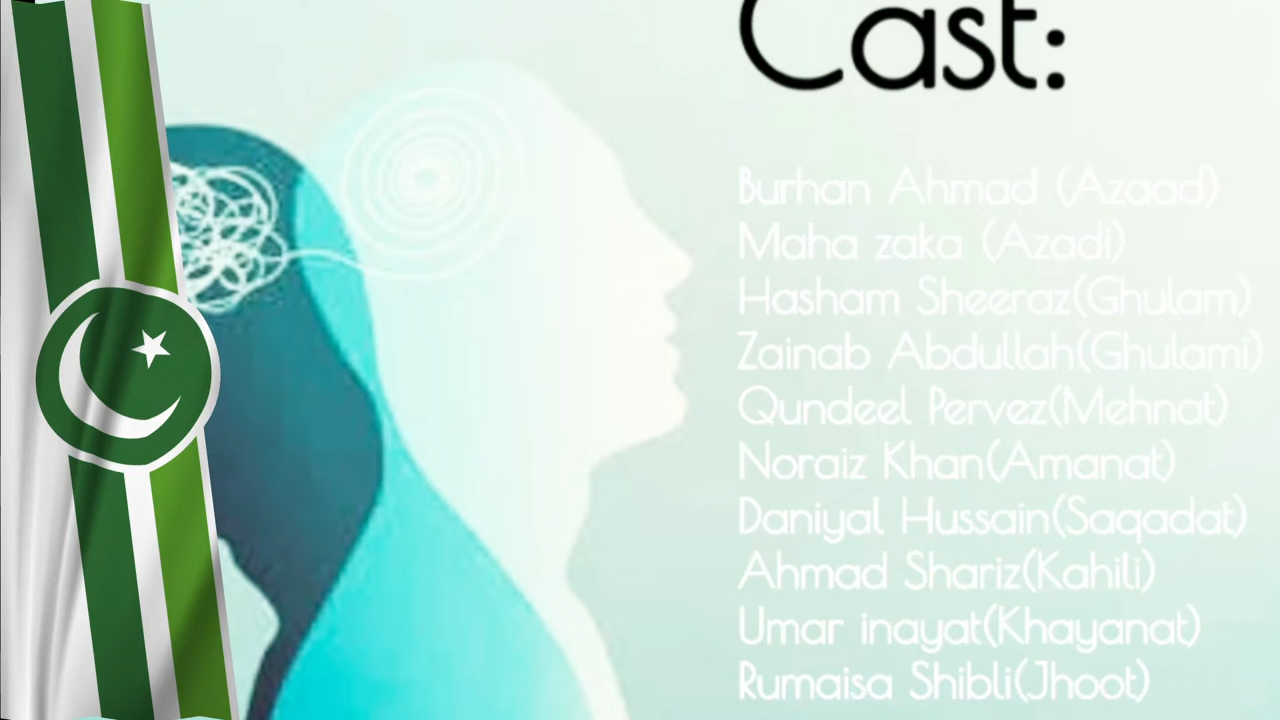 Cast:
Burhan Ahmad (Azaad)
Maha zaka (Azadi)
Hasham Sheeraz(Ghulam)
Zainab Abdullah(Ghulami)
Qundeel Pervez(Mehnat)
Noraiz Khan(Amanat)
Daniyal Hussain(Saqadat)
Ahmad Shariz(Kahili)
Umar inayat(Khayanat)
Rumaisa Shibli(Jhoot)